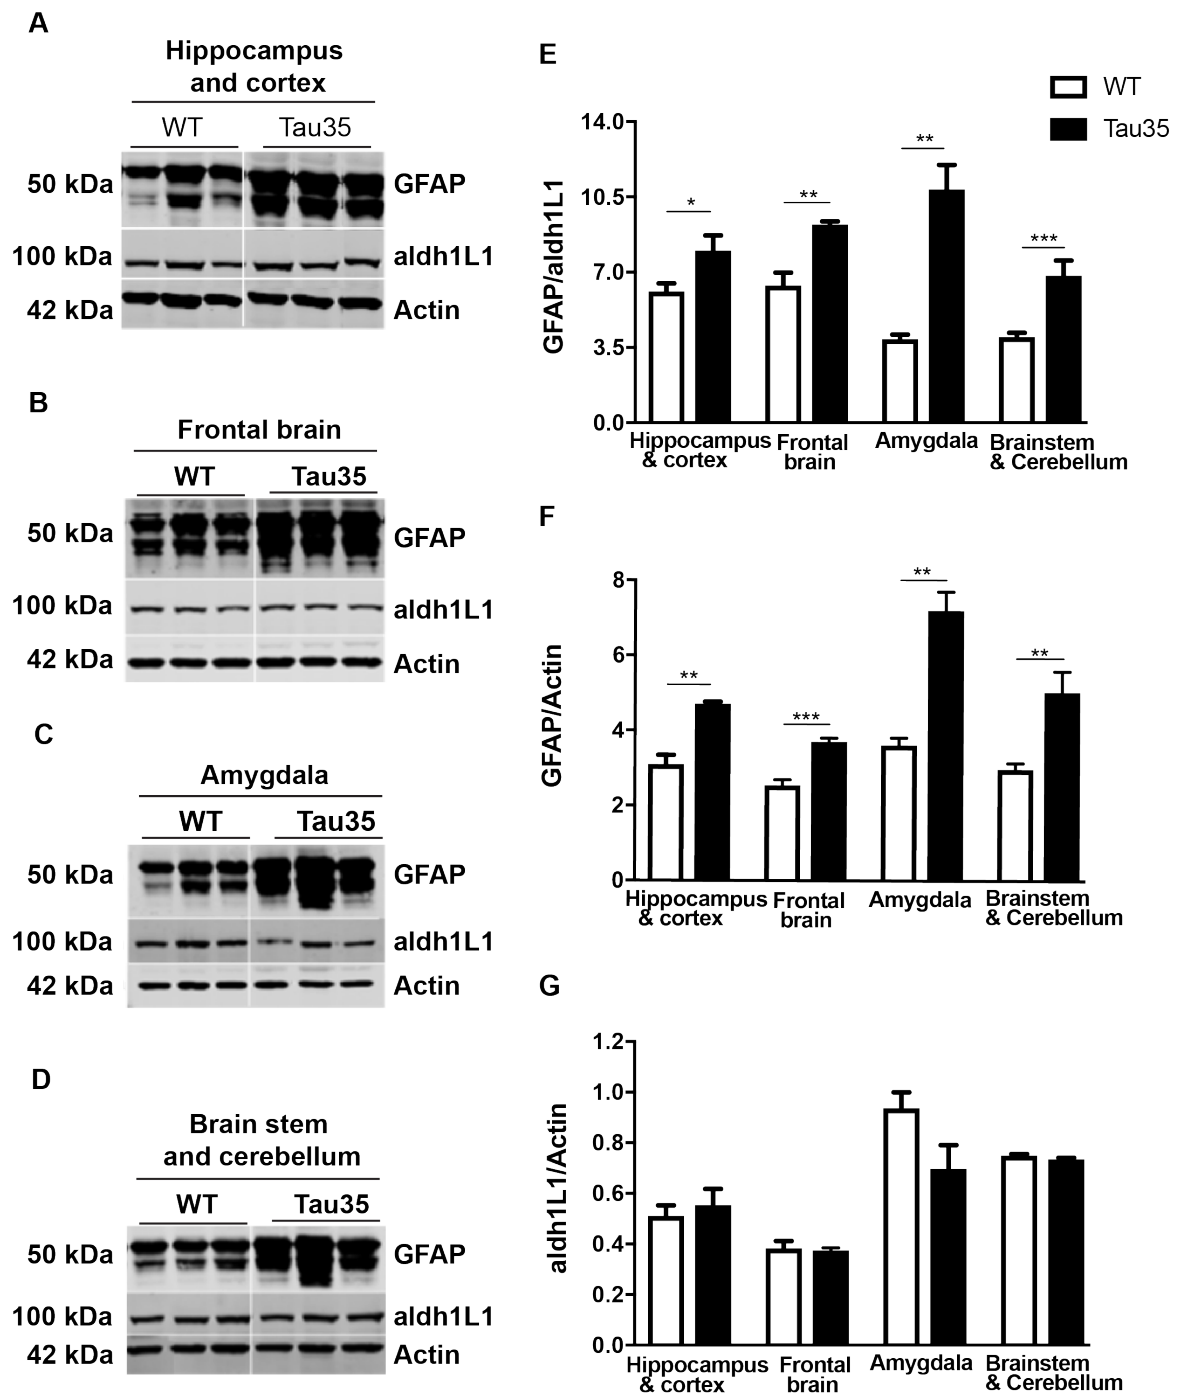 A
Hippocampus
and cortex
WT Tau35
50 kDa GFAP
100 kDa aldh1L1
42 kDa Actin
B
Frontal brain
WT Tau35
50 kDa GFAP
100 kDa aldh1L1
42 kDa Actin
C
Amygdala
WT Tau35
50 kDa GFAP
100 kDa aldh1L1
42 kDa Actin
D
Brain stem
and cerebellum
WT Tau35
50 kDa GFAP
100 kDa aldh1L1
42 kDa Actin
E
WT
Tau35
GFAP/aldh1L1
14.0
10.5
7.0
3.5
0.0
* ** ** ***
Hippocampus
& cortex
Frontal
brain
Amygdala
Brainstem
& Cerebellum
F
GFAP/Actin
8
6
4
2
0
** *** ** **
Hippocampus
& cortex
Frontal
brain
Amygdala
Brainstem
& Cerebellum
G
aldh1L1/Actin
1.2
1.0
0.8
0.6
0.4
0.2
0.0
Hippocampus
& cortex
Frontal
brain
Amygdala
Brainstem
& Cerebellum